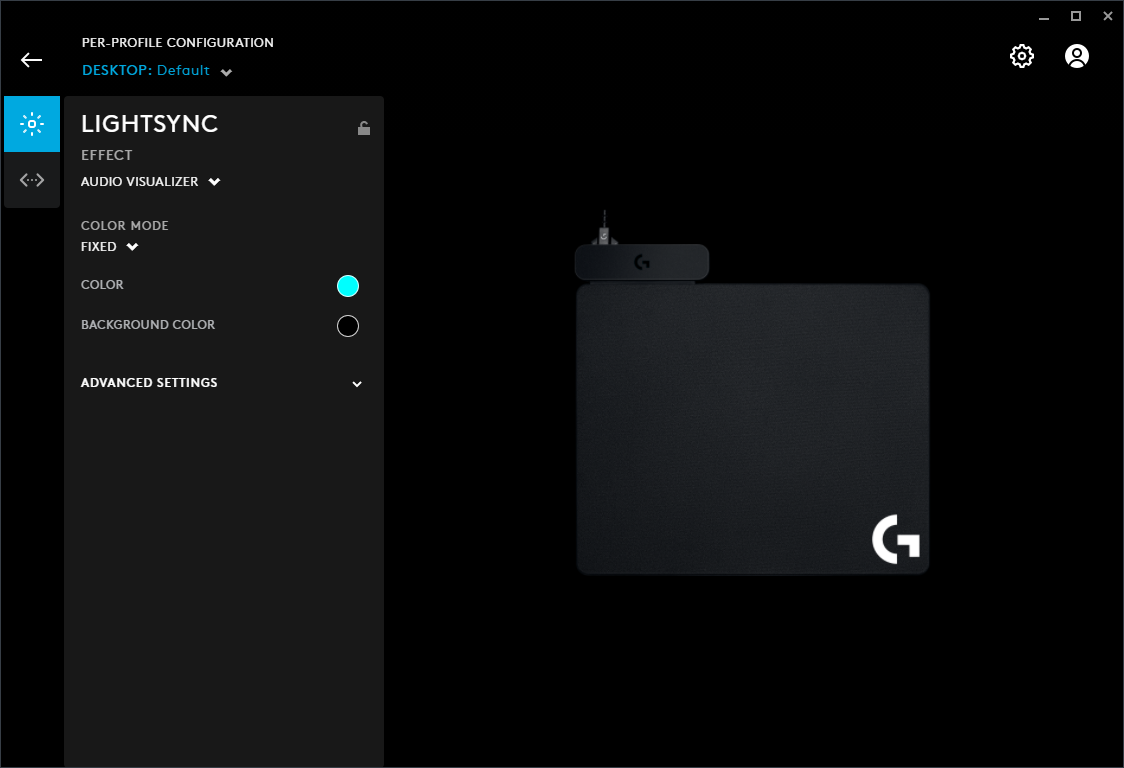 PER-PROFILE CONFIGURATION
DESKTOP: Default
LIGHTSYNC
EFFECT
AUDIO VISUALIZER
COLOR MODE
FIXED
COLOR
BACKGROUND COLOR
ADVANCED SETTINGS